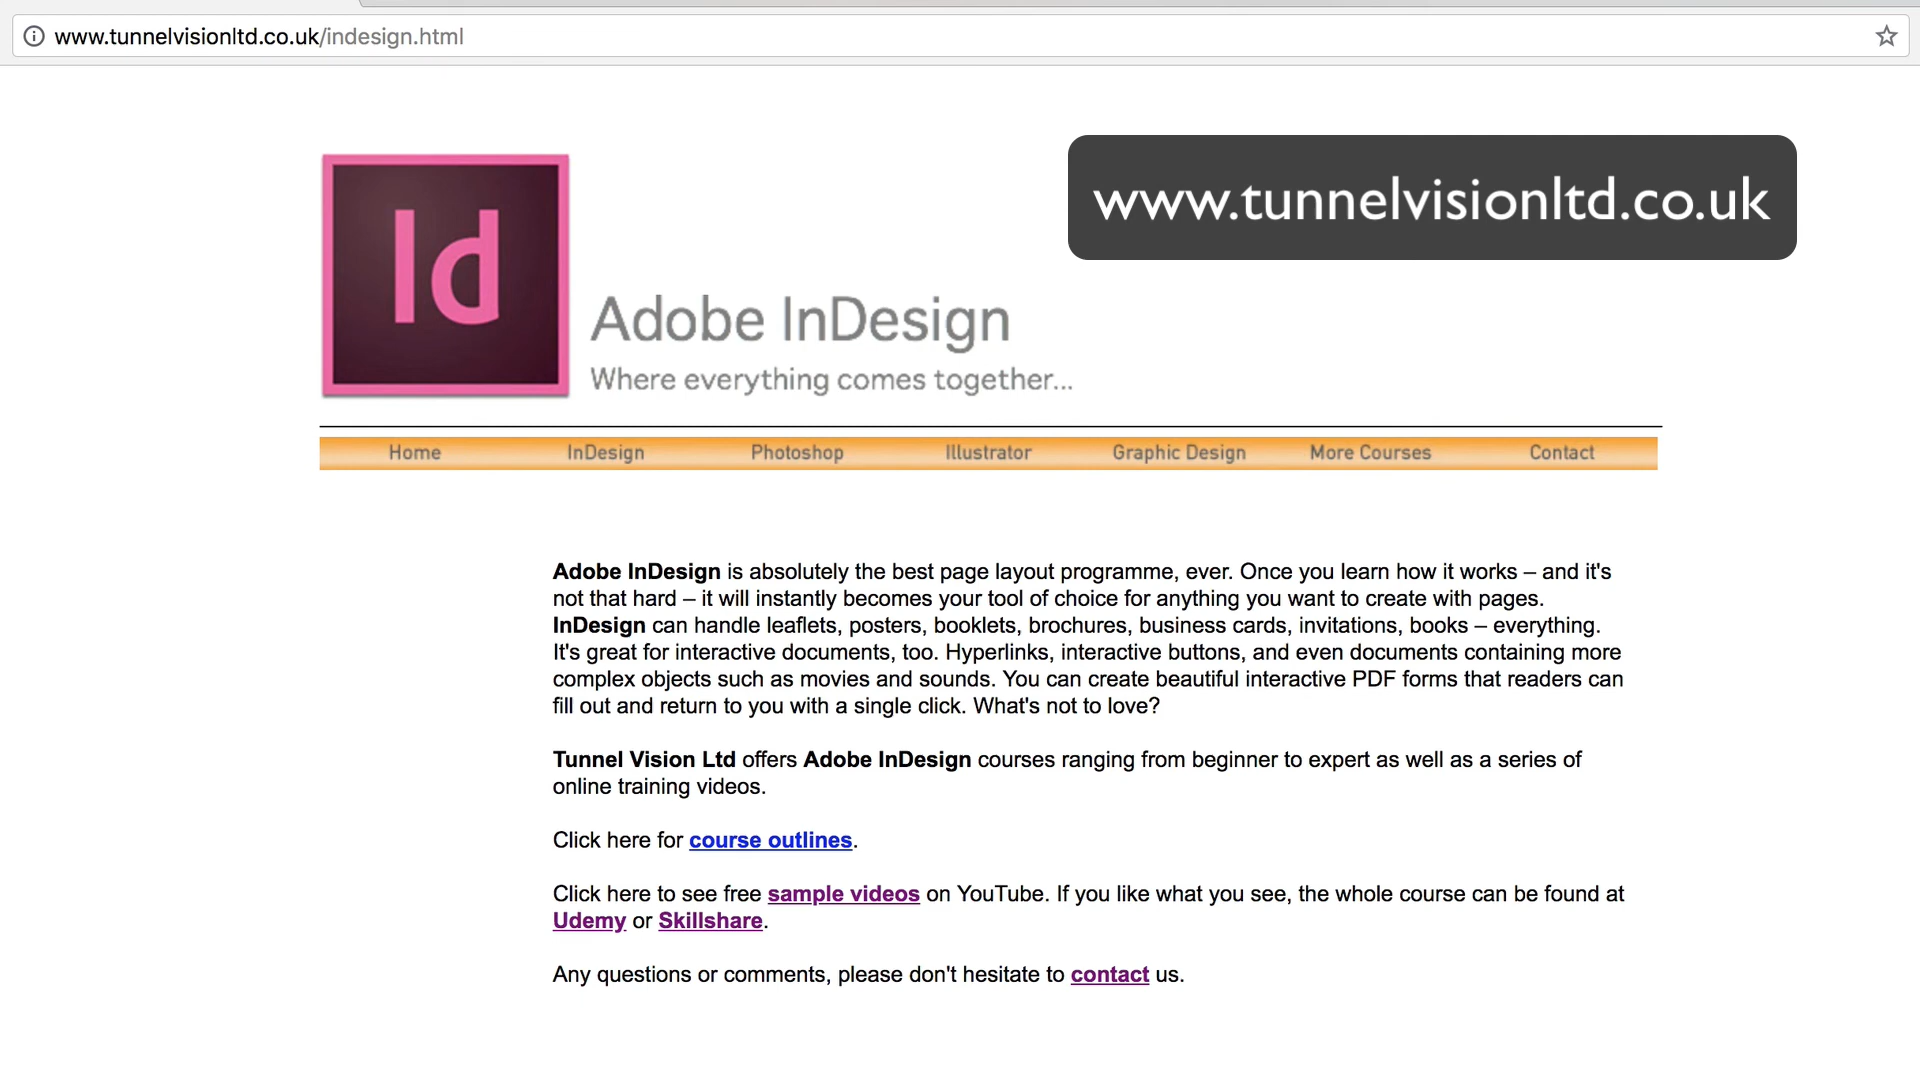 www.tunnelvisionltd.co.uk/indesign.html
www.tunnelvisionltd.co.uk
Id
Adobe InDesign
Where everything comes together...
Home InDesign Photoshop Illustrator Graphic Design More Courses Contact
Adobe InDesign is absolutely the best page layout programme, ever. Once you learn how it works – and it's
not that hard – it will instantly becomes your tool of choice for anything you want to create with pages.
InDesign can handle leaflets, posters, booklets, brochures, business cards, invitations, books – everything.
It's great for interactive documents, too. Hyperlinks, interactive buttons, and even documents containing more
complex objects such as movies and sounds. You can create beautiful interactive PDF forms that readers can
fill out and return to you with a single click. What's not to love?
Tunnel Vision Ltd offers Adobe InDesign courses ranging from beginner to expert as well as a series of
online training videos.
Click here for course outlines.
Click here to see free sample videos on YouTube. If you like what you see, the whole course can be found at
Udemy or Skillshare.
Any questions or comments, please don't hesitate to contact us.